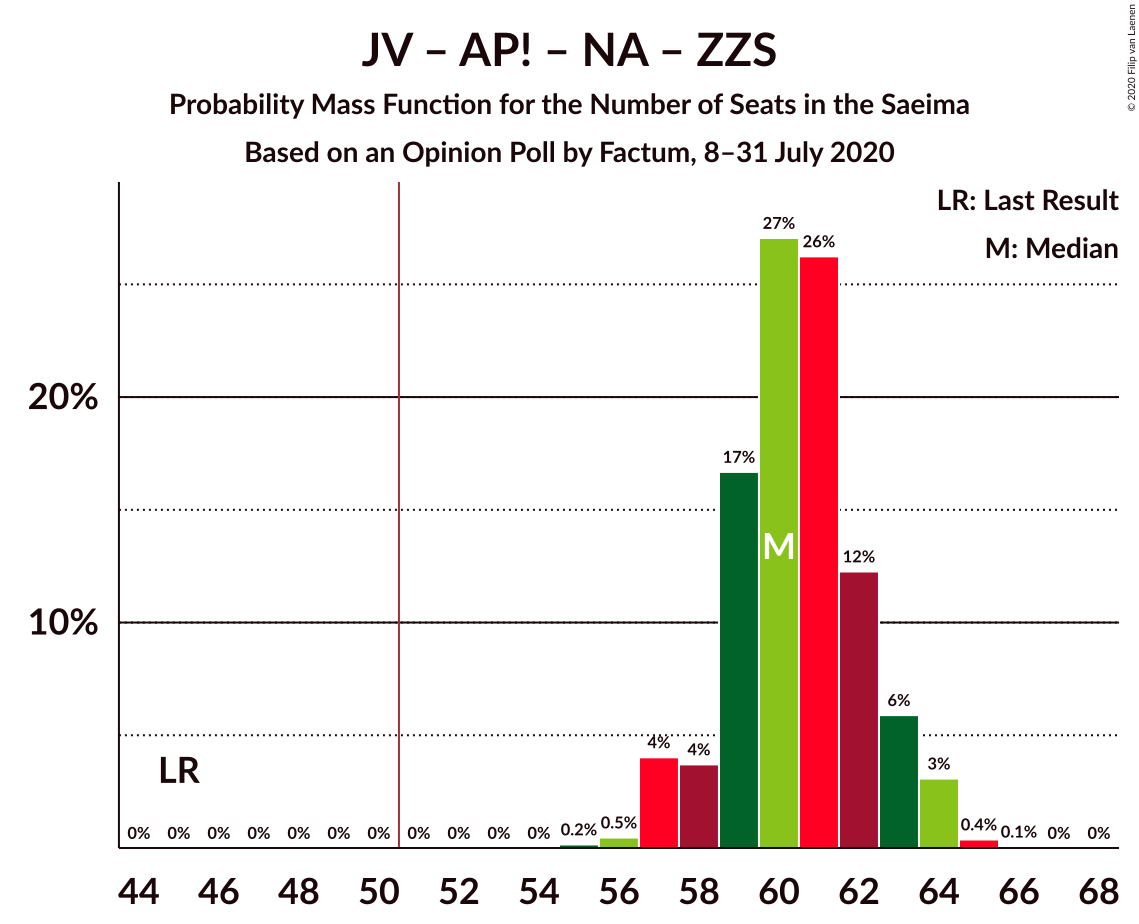 JV – AP! – NA – ZZS
Probability Mass Function for the Number of Seats in the Saeima
Based on an Opinion Poll by Factum, 8–31 July 2020
© 2020 Filip van Laenen
LR: Last Result
M: Median
27%
26%
20%
17%
M
12%
10%
6%
4%
4%
3%
LR
0% 0% 0% 0% 0% 0% 0% 0% 0% 0% 0% 0.2% 0.5% 0.4% 0.1% 0% 0%
44 46 48 50 52 54 56 58 60 62 64 66 68